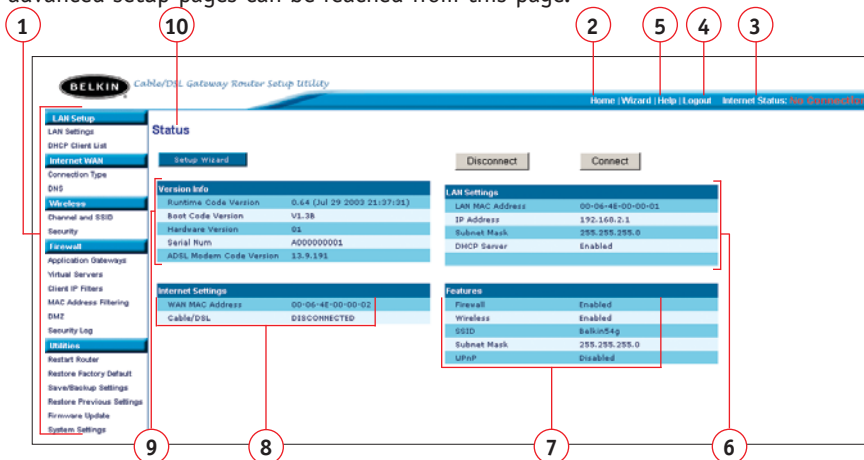 advanced setup pages can be reached from this page.
1 10 2 5 4 3
BELKIN Cable/DSL Gateway Router Setup Utility
Home | Wizard | Help | Logout Internet Status: No Connection
LAN Setup
LAN Settings
DHCP Client List
Internet WAN
Connection Type
DNS
Wireless
Channel and SSID
Security
Firewall
Application Gateways
Virtual Servers
Client IP Filters
MAC Address Filtering
DMZ
Security Log
Utilities
Restart Router
Restore Factory Default
Save/Backup Settings
Restore Previous Settings
Firmware Update
System Settings
Status
Setup Wizard
Disconnect Connect
Version Info
Runtime Code Version 0.64 (Jul 29 2003 21:37:31)
Boot Code Version V1.3B
Hardware Version 01
Serial Num A000000001
ADSL Modem Code Version 13.9.191
LAN Settings
LAN MAC Address 00-06-4E-00-00-01
IP Address 192.168.2.1
Subnet Mask 255.255.255.0
DHCP Server Enabled
Internet Settings
WAN MAC Address 00-06-4E-00-00-02
Cable/DSL DISCONNECTED
Features
Firewall Enabled
Wireless Enabled
SSID Belkin54g
Subnet Mask 255.255.255.0
UPnP Disabled
9 8 7 6